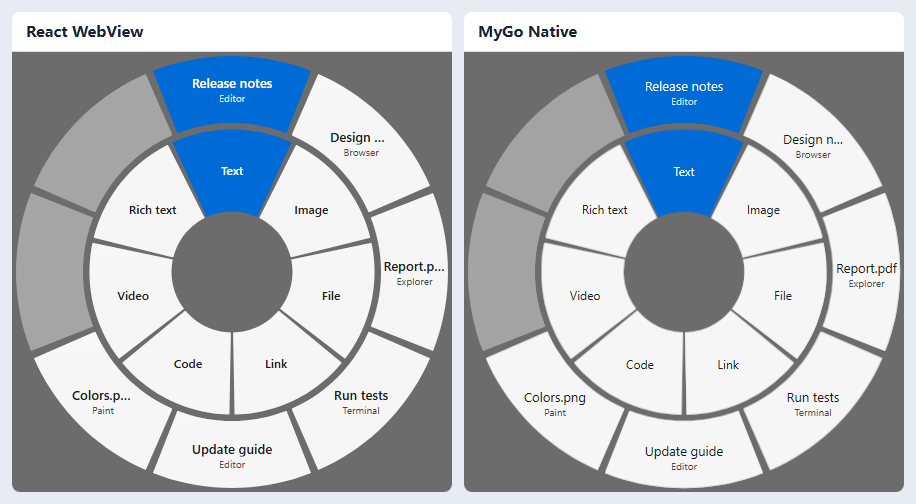 React WebView
Release notes
Editor
Design ...
Browser
Text
Rich text
Image
Report.p...
Explorer
Video
File
Code
Link
Colors.p...
Paint
Run tests
Terminal
Update guide
Editor
MyGo Native
Release notes
Editor
Design n...
Browser
Text
Rich text
Image
Report.pdf
Explorer
Video
File
Code
Link
Colors.png
Paint
Run tests
Terminal
Update guide
Editor